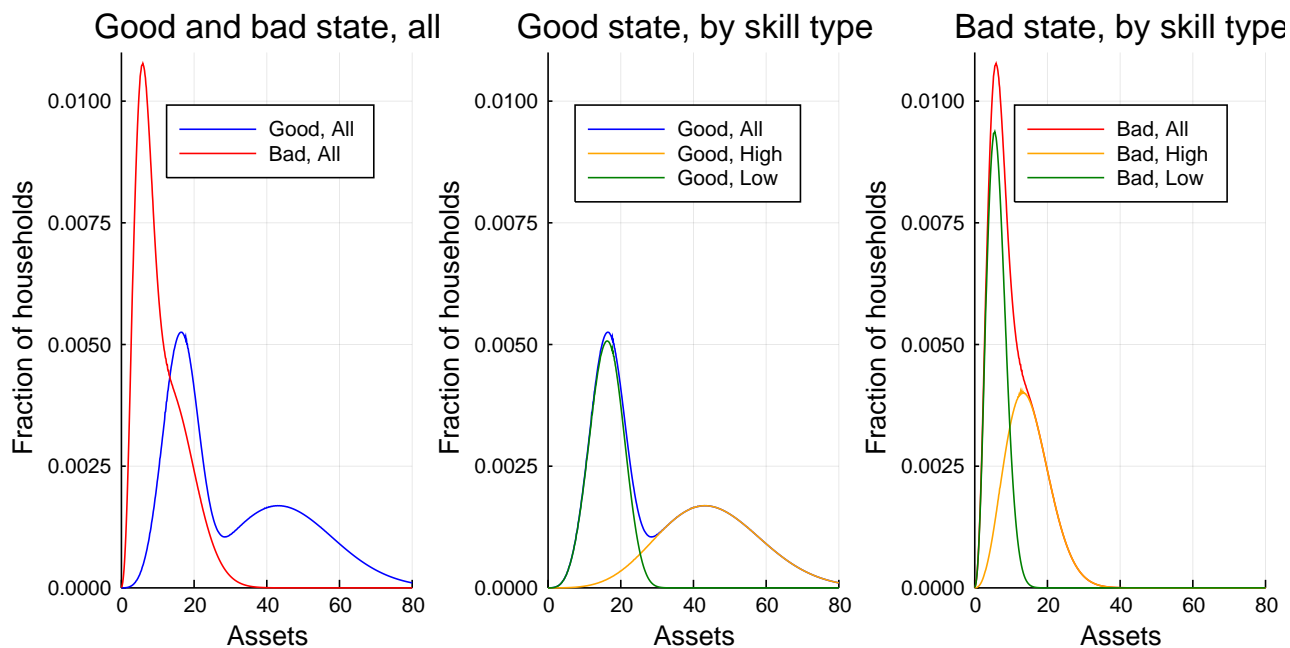 Good and bad state, all
Fraction of households
0.0100
0.0075
0.0050
0.0025
0.0000
Good, All
Bad, All
0 20 40 60 80
Assets
Good state, by skill type
Fraction of households
0.0100
0.0075
0.0050
0.0025
0.0000
Good, All
Good, High
Good, Low
0 20 40 60 80
Assets
Bad state, by skill type
Fraction of households
0.0100
0.0075
0.0050
0.0025
0.0000
Bad, All
Bad, High
Bad, Low
0 20 40 60 80
Assets